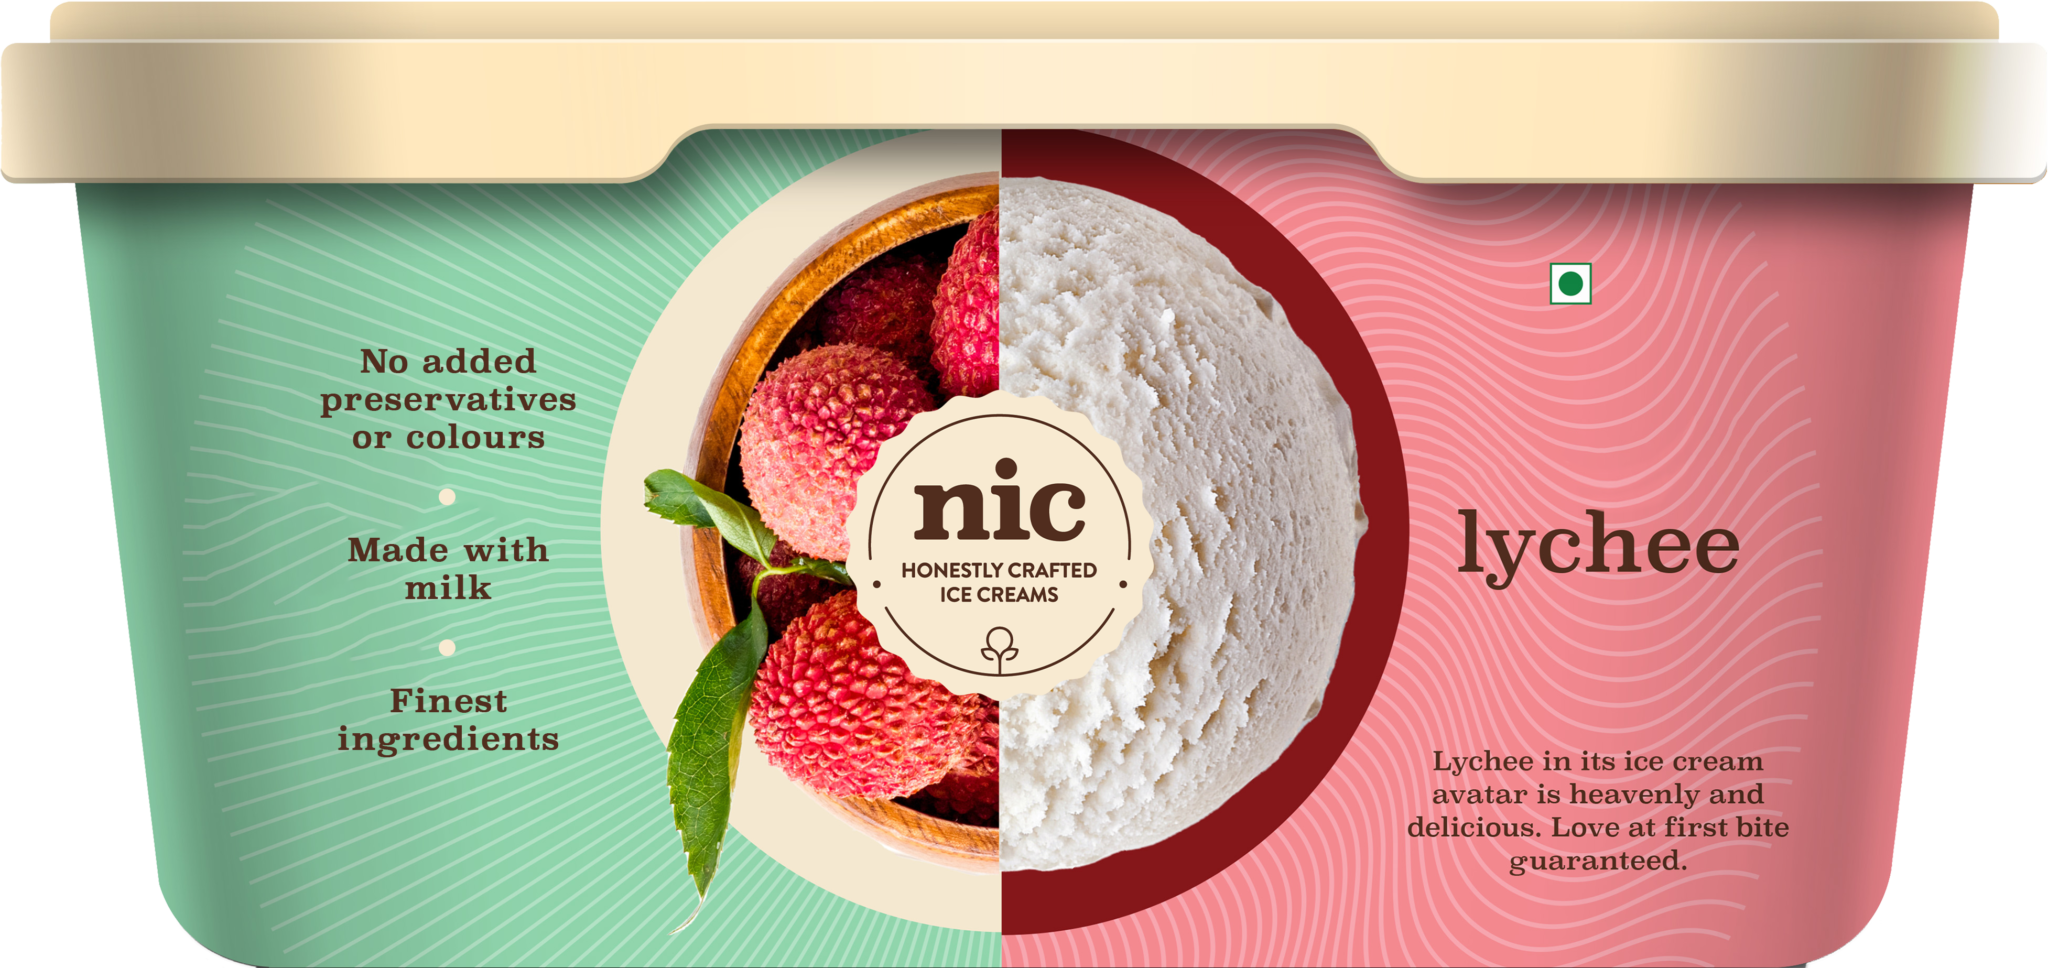 No added
preservatives
or colours
Made with
milk
Finest
ingredients
nic
HONESTLY CRAFTED
ICE CREAMS
lychee
Lychee in its ice cream
avatar is heavenly and
delicious. Love at first bite
guaranteed.